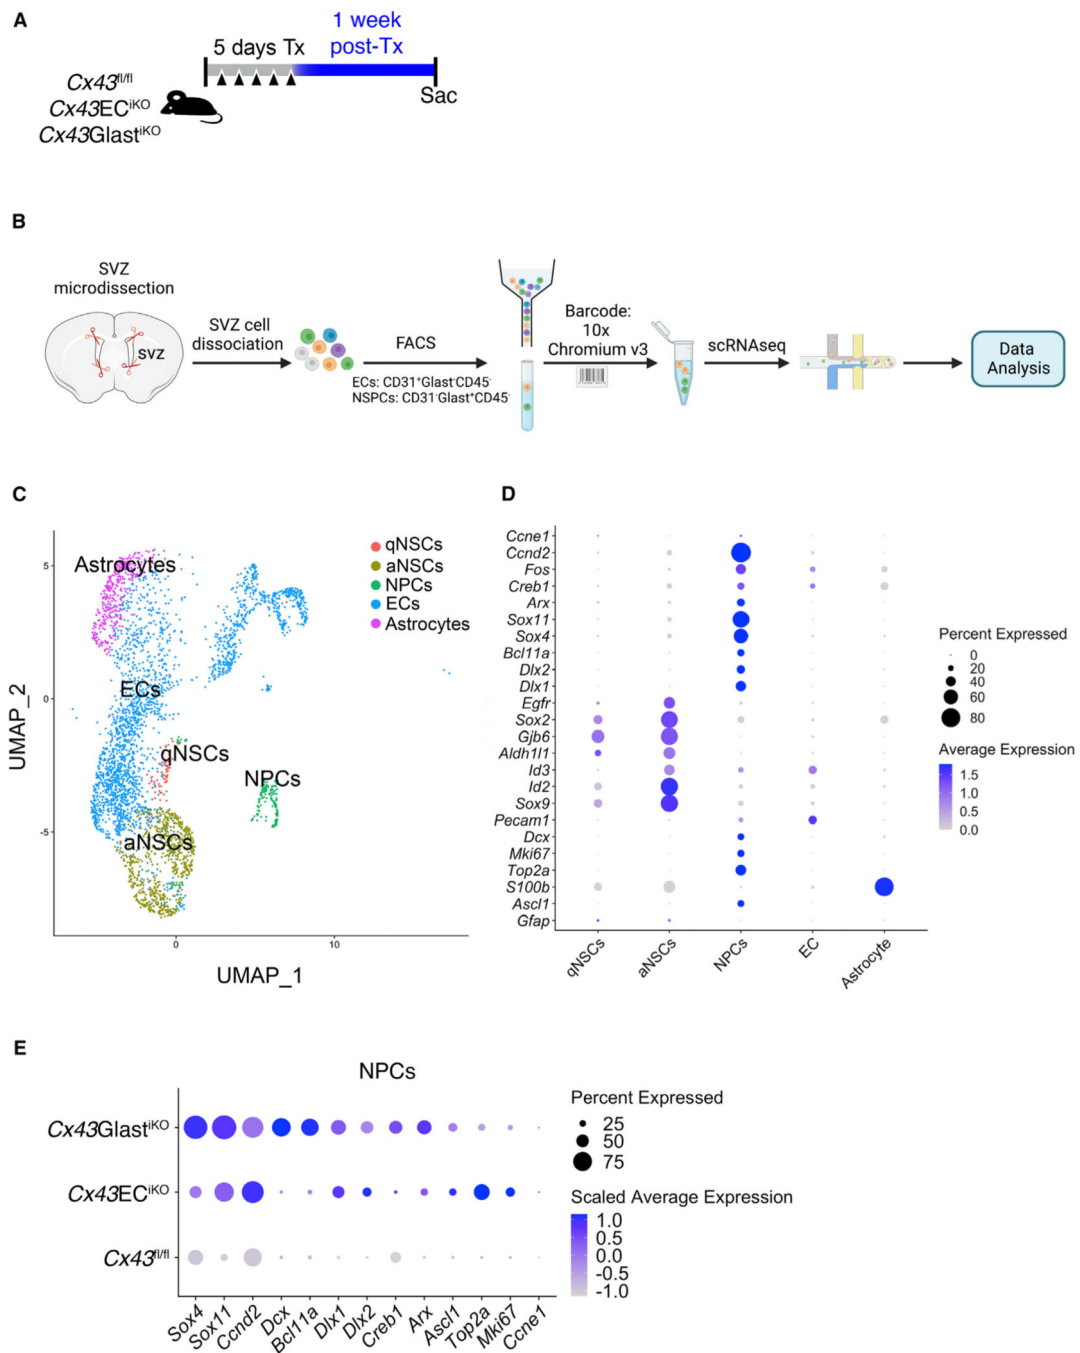 A
5 days Tx
1 week
post-Tx
Cx43fl/fl
Cx43ECiKO
Cx43GlastiKO
Sac
B
SVZ
microdissection
SVZ
SVZ cell
dissociation
FACS
ECs: CD31+Glast-CD45-
NSPCs: CD31-Glast+CD45-
Barcode:
10x
Chromium v3
scRNAseq
Data
Analysis
C
UMAP_2
5
0
-5
Astrocytes
ECs
qNSCs
NPCs
aNSCs
qNSCs
aNSCs
NPCs
ECs
Astrocytes
0
10
UMAP_1
D
Ccne1
Ccnd2
Fos
Creb1
Arx
Sox11
Sox4
Bcl11a
Dlx2
Dlx1
Egfr
Sox2
Gjb6
Aldh1l1
Id3
Id2
Sox9
Pecam1
Dcx
Mki67
Top2a
S100b
Ascl1
Gfap
qNSCs
aNSCs
NPCs
EC
Astrocyte
Percent Expressed
0
20
40
60
80
Average Expression
1.5
1.0
0.5
0.0
E
NPCs
Cx43GlastiKO
Cx43ECiKO
Cx43fl/fl
Sox4
Sox11
Ccnd2
Dcx
Bcl11a
Dlx1
Dlx2
Creb1
Arx
Ascl1
Top2a
Mki67
Ccne1
Percent Expressed
25
50
75
Scaled Average Expression
1.0
0.5
0.0
-0.5
-1.0